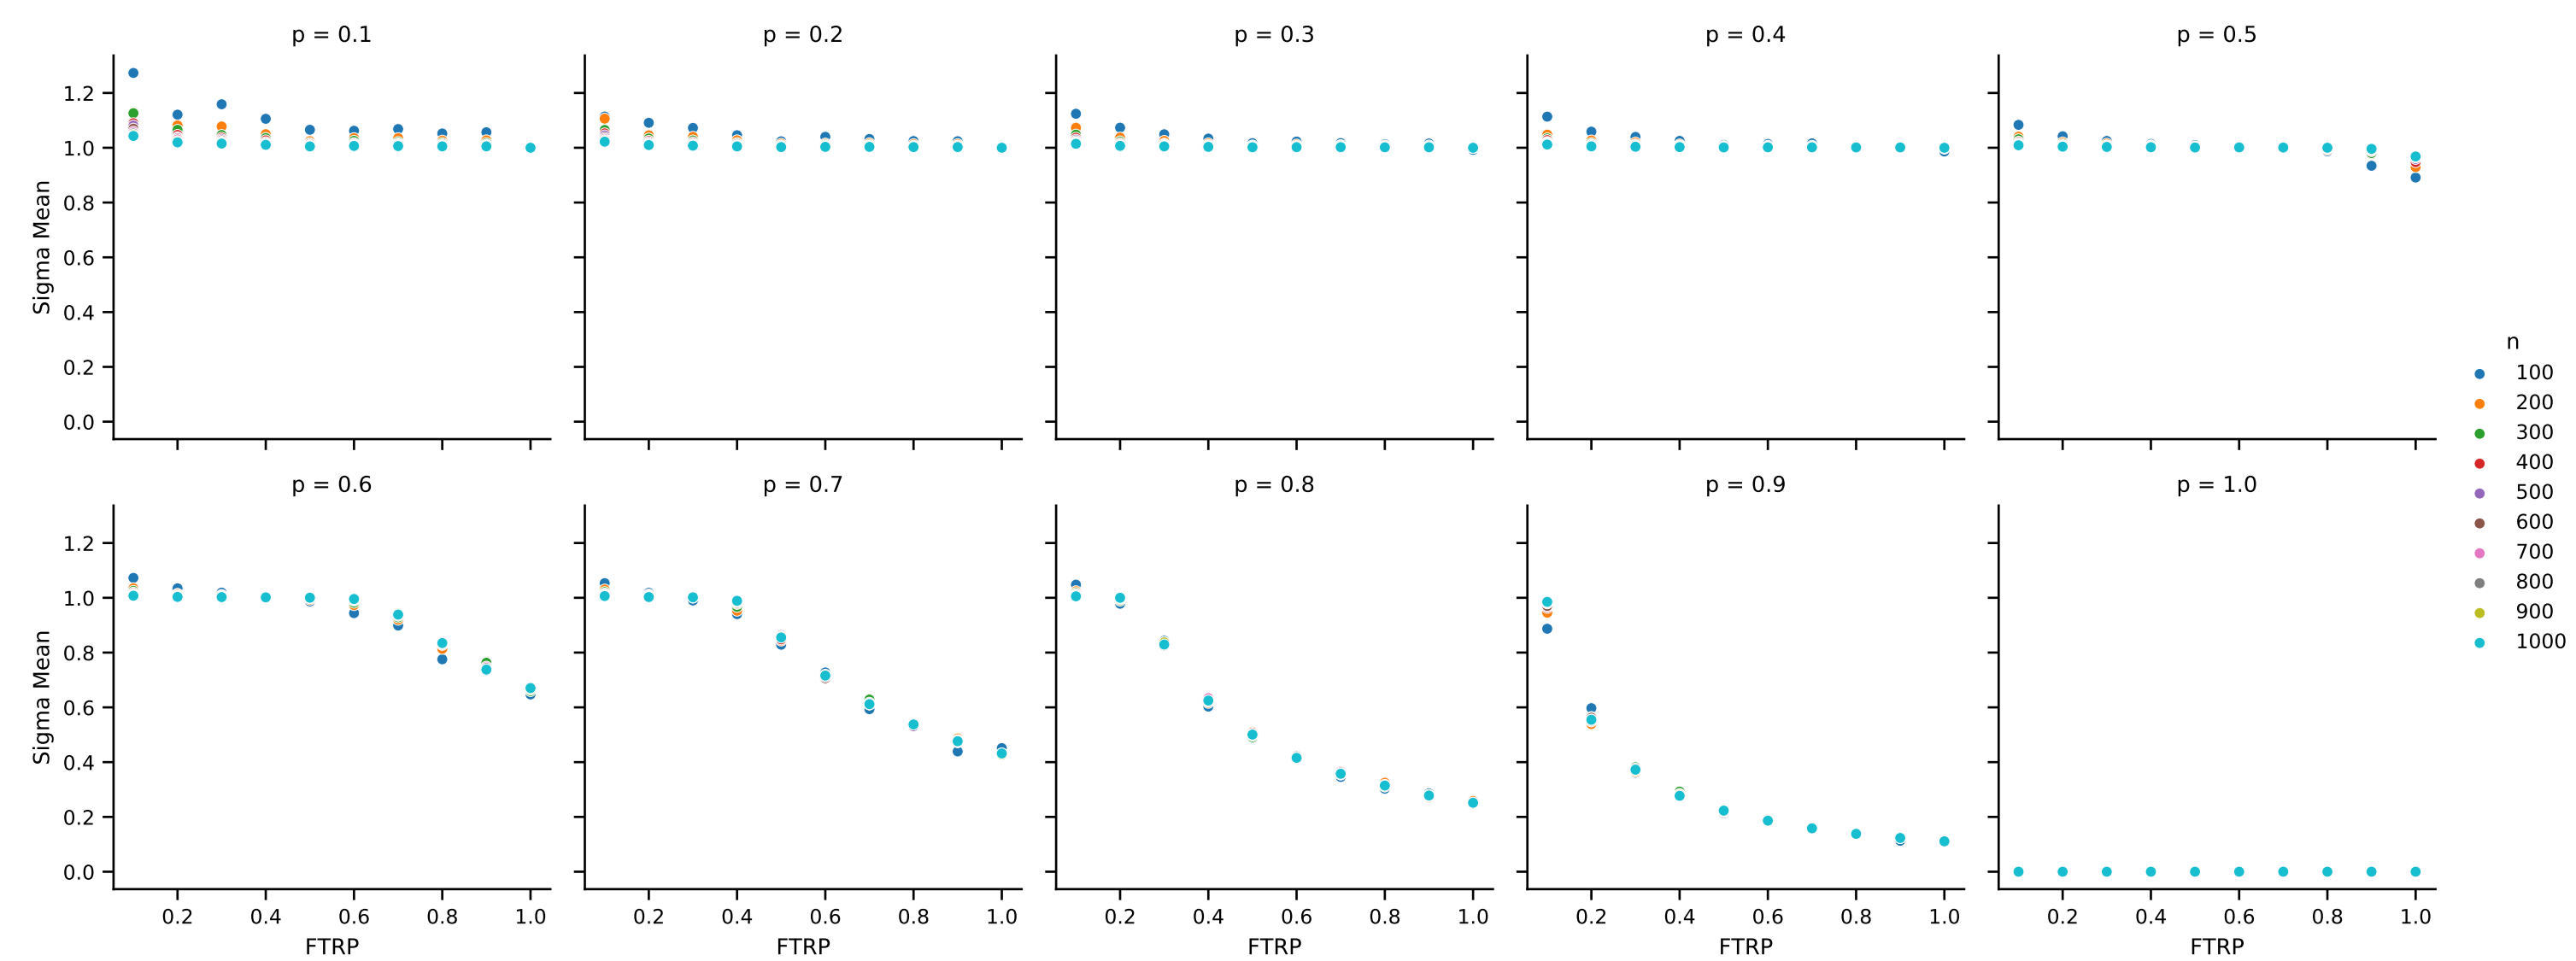 p = 0.1
p = 0.2
p = 0.3
p = 0.4
p = 0.5
1.2
1.0
0.8
0.6
0.4
0.2
0.0
Sigma Mean
p = 0.6
p = 0.7
p = 0.8
p = 0.9
p = 1.0
1.2
1.0
0.8
0.6
0.4
0.2
0.0
Sigma Mean
0.2 0.4 0.6 0.8 1.0
FTRP
0.2 0.4 0.6 0.8 1.0
FTRP
0.2 0.4 0.6 0.8 1.0
FTRP
0.2 0.4 0.6 0.8 1.0
FTRP
0.2 0.4 0.6 0.8 1.0
FTRP
n
100
200
300
400
500
600
700
800
900
1000